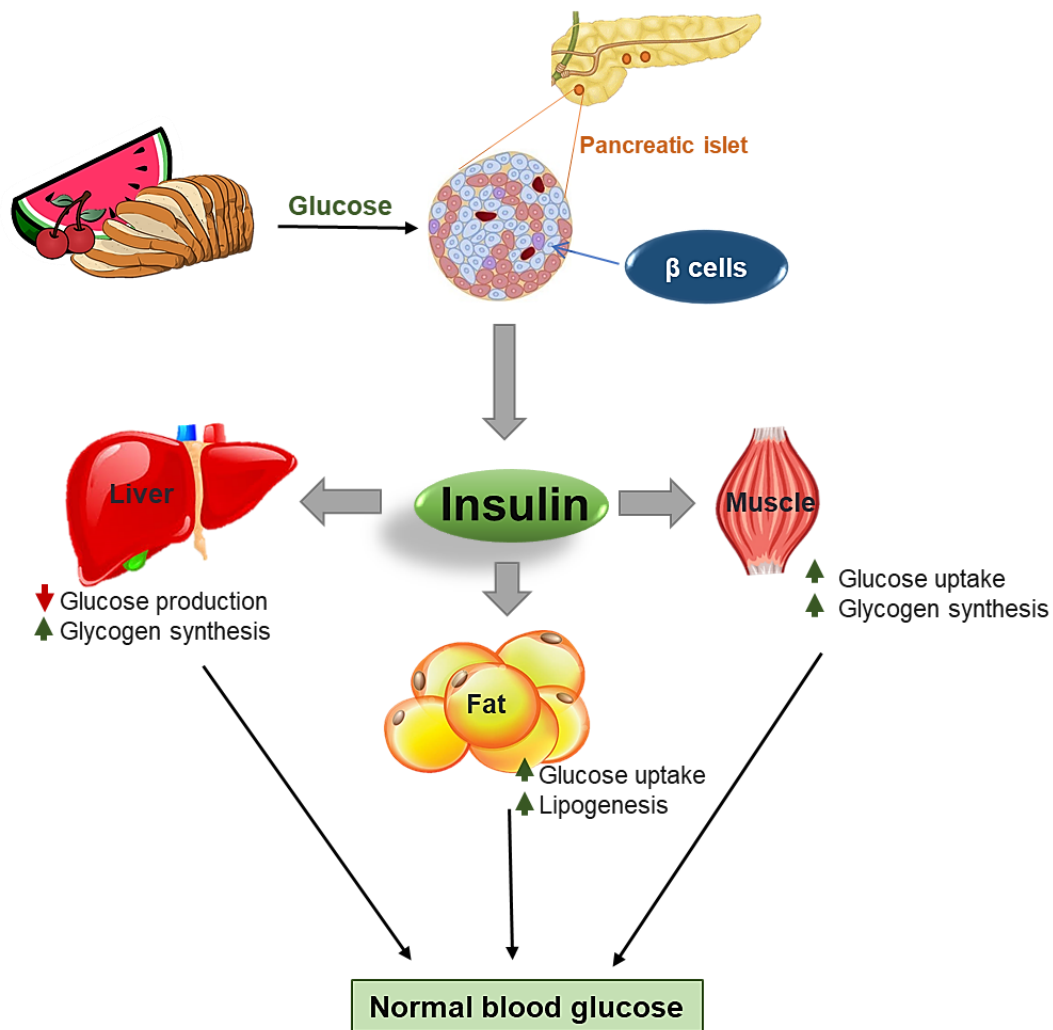 Pancreatic islet
Glucose
β cells
Liver
Insulin
Muscle
Glucose production
Glycogen synthesis
Glucose uptake
Glycogen synthesis
Fat
Glucose uptake
Lipogenesis
Normal blood glucose